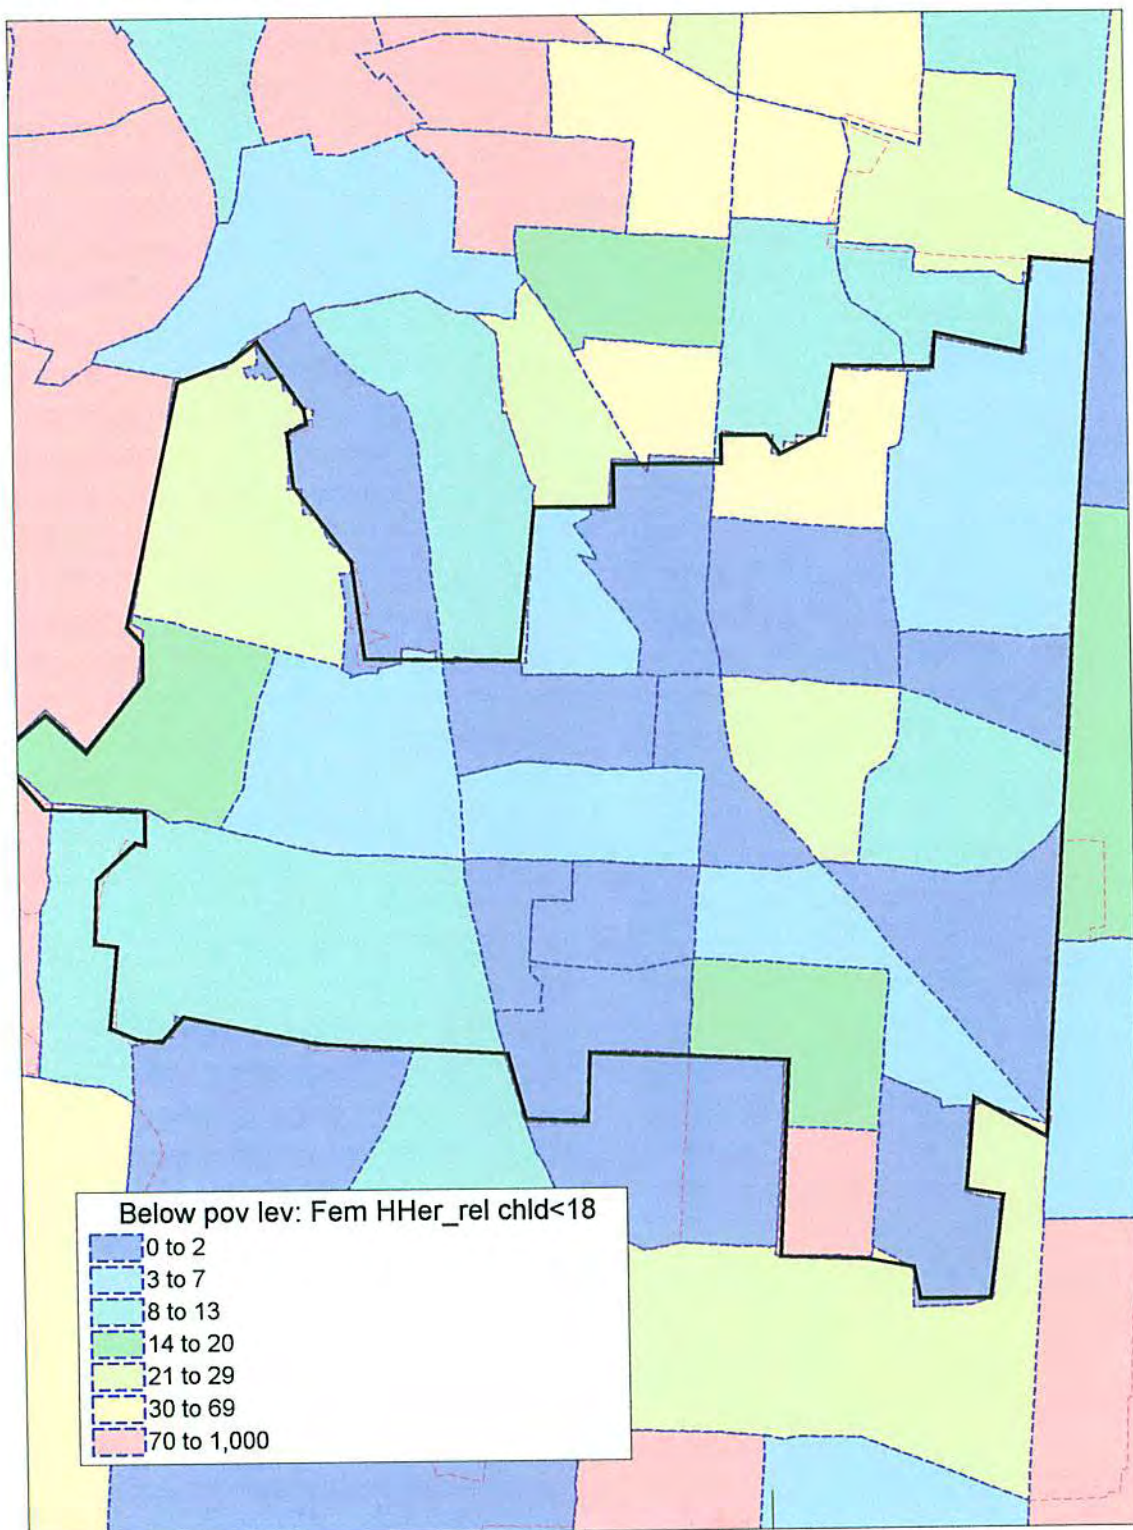 Below pov lev: Fem HHer_rel chld<18
0 to 2
3 to 7
8 to 13
14 to 20
21 to 29
30 to 69
70 to 1,000